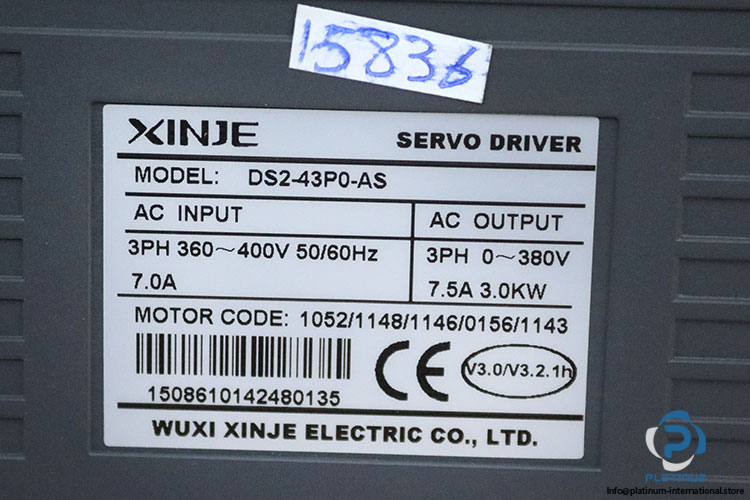 15836
XINJE SERVO DRIVER
MODEL: DS2-43P0-AS
AC INPUT
3PH 360～400V 50/60Hz
7.0A
AC OUTPUT
3PH 0～380V
7.5A 3.0KW
MOTOR CODE: 1052/1148/1146/0156/1143
1508610142480135
CE
V3.0/V3.2.1h
WUXI XINJE ELECTRIC CO., LTD.
PLATINUM
Info@platinum-international.store